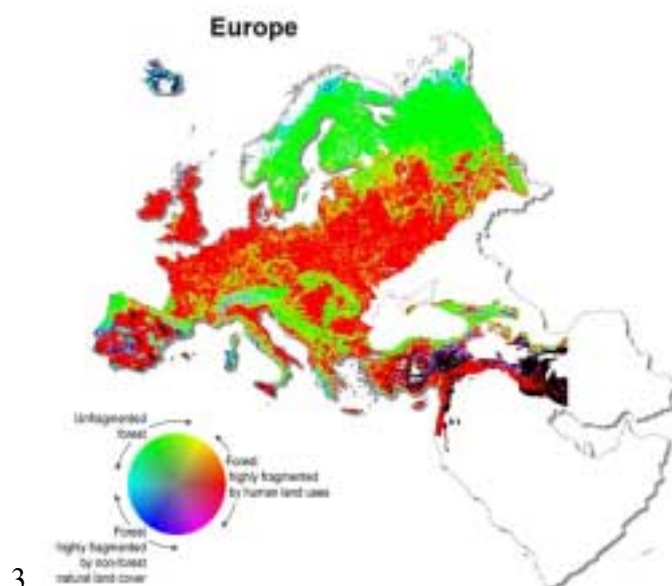 Europe
Unfragmented
forest
Forest
highly fragmented
by human land uses
Forest
highly fragmented
by non-forest
natural land cover
3